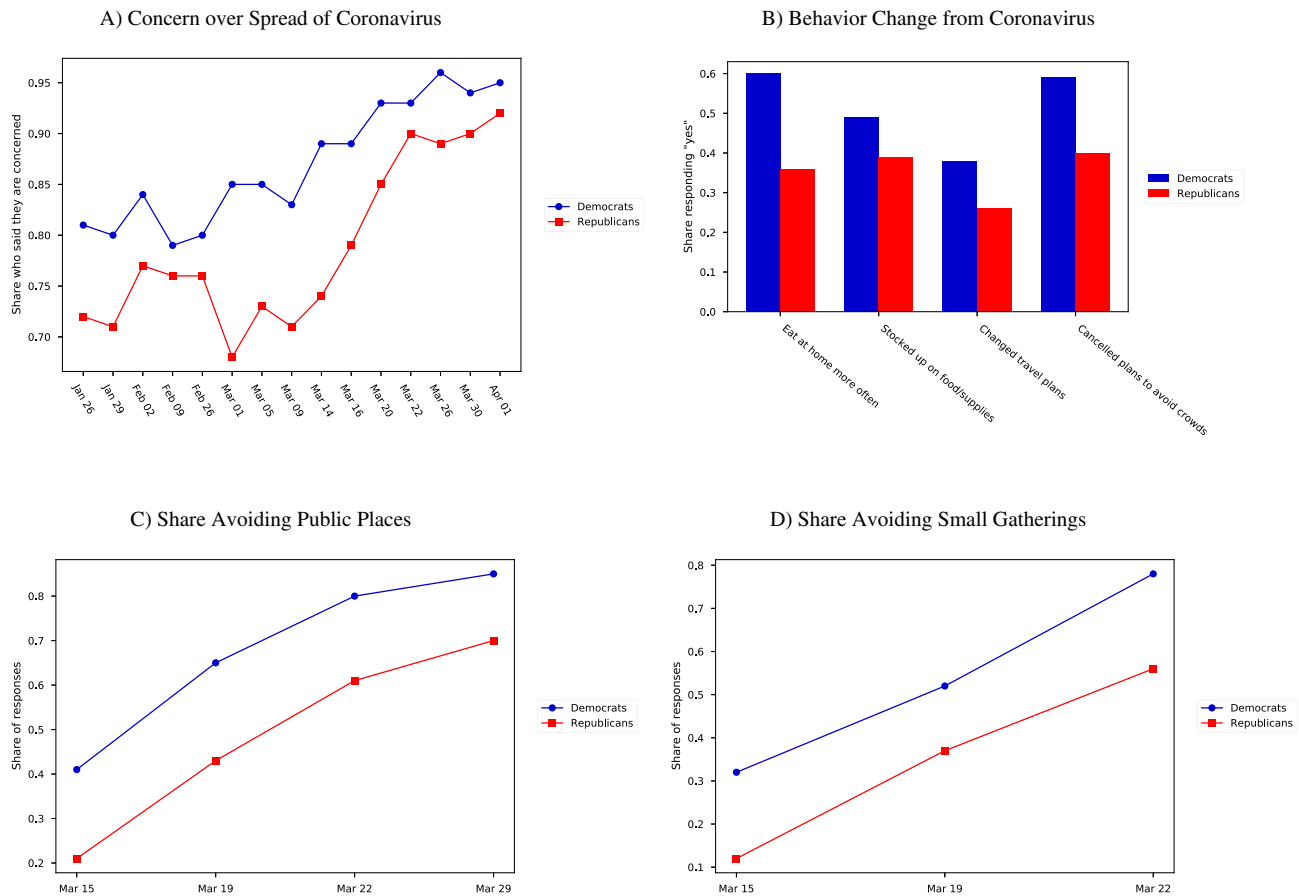 A) Concern over Spread of Coronavirus
Share who said they are concerned
0.95
0.90
0.85
0.80
0.75
0.70
Jan 26
Jan 29
Feb 02
Feb 09
Feb 26
Mar 01
Mar 05
Mar 09
Mar 14
Mar 16
Mar 20
Mar 22
Mar 26
Mar 30
Apr 01
Democrats
Republicans
B) Behavior Change from Coronavirus
Share responding "yes"
0.6
0.5
0.4
0.3
0.2
0.1
0.0
Eat at home more often
Stocked up on food/supplies
Changed travel plans
Cancelled plans to avoid crowds
Democrats
Republicans
C) Share Avoiding Public Places
Share of responses
0.8
0.7
0.6
0.5
0.4
0.3
0.2
Mar 15
Mar 19
Mar 22
Mar 29
Democrats
Republicans
D) Share Avoiding Small Gatherings
Share of responses
0.8
0.7
0.6
0.5
0.4
0.3
0.2
0.1
Mar 15
Mar 19
Mar 22
Democrats
Republicans